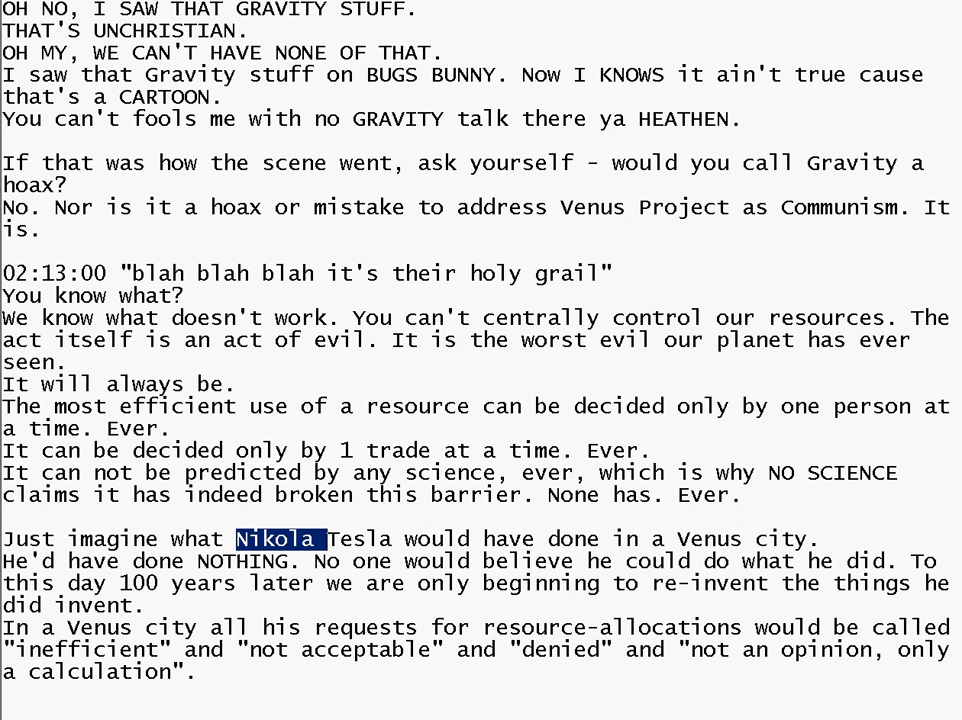 OH NO, I SAW THAT GRAVITY STUFF.
THAT'S UNCHRISTIAN.
OH MY, WE CAN'T HAVE NONE OF THAT.
I saw that Gravity stuff on BUGS BUNNY. Now I KNOWS it ain't true cause
that's a CARTOON.
You can't fools me with no GRAVITY talk there ya HEATHEN.
If that was how the scene went, ask yourself - would you call Gravity a
hoax?
No. Nor is it a hoax or mistake to address Venus Project as Communism. It
is.
02:13:00 "blah blah blah it's their holy grail"
You know what?
We know what doesn't work. You can't centrally control our resources. The
act itself is an act of evil. It is the worst evil our planet has ever
seen.
It will always be.
The most efficient use of a resource can be decided only by one person at
a time. Ever.
It can be decided only by 1 trade at a time. Ever.
It can not be predicted by any science, ever, which is why NO SCIENCE
claims it has indeed broken this barrier. None has. Ever.
Just imagine what Nikola Tesla would have done in a Venus city.
He'd have done NOTHING. No one would believe he could do what he did. To
this day 100 years later we are only beginning to re-invent the things he
did invent.
In a Venus city all his requests for resource-allocations would be called
"inefficient" and "not acceptable" and "denied" and "not an opinion, only
a calculation".